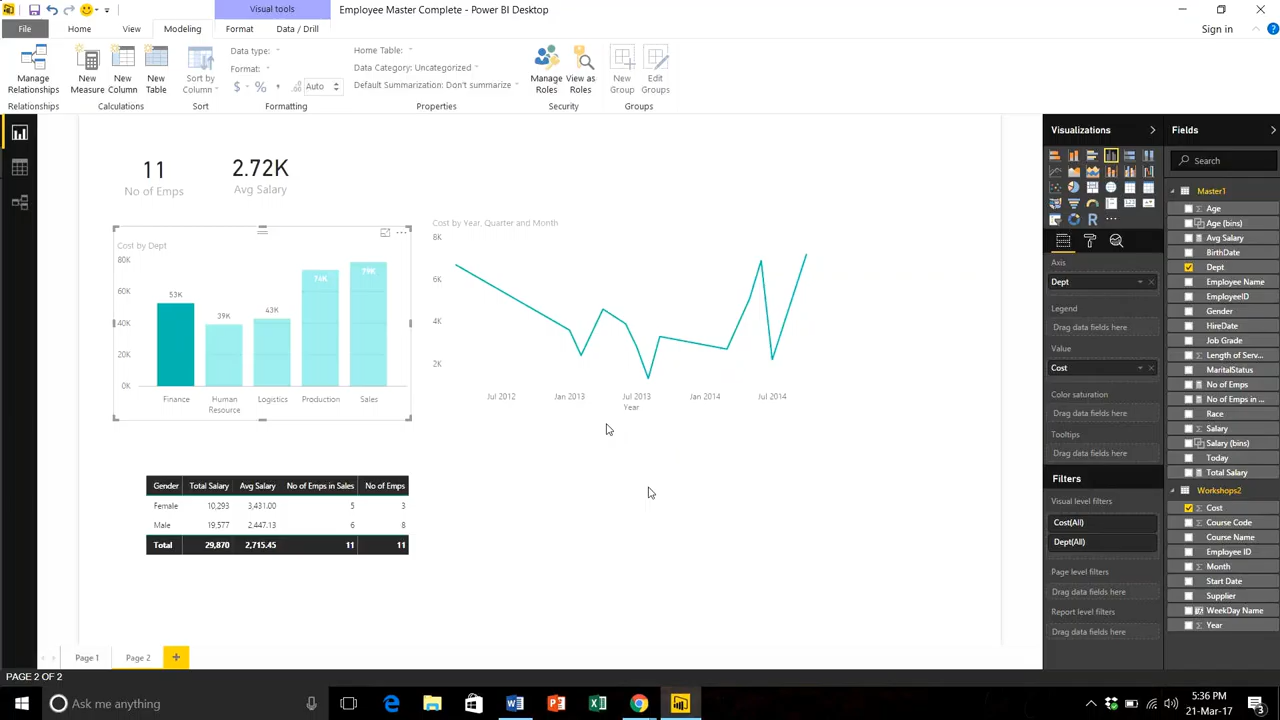 Visual tools
Employee Master Complete - Power BI Desktop
File Home View Modeling Format Data / Drill
Sign in
Manage Relationships
New Measure
New Column
New Table
Sort by Column
Data type:
Format:
$ % , Auto
Home Table:
Data Category: Uncategorized
Default Summarization: Don't summarize
Manage Roles
View as Roles
New Group
Edit Groups
Relationships Calculations Sort Formatting Properties Security Groups
11
No of Emps
2.72K
Avg Salary
Cost by Dept
80K
60K
40K
20K
0K
53K
39K
43K
74K
79K
Finance Human Resource Logistics Production Sales
Cost by Year, Quarter and Month
8K
6K
4K
2K
Jul 2012 Jan 2013 Jul 2013 Jan 2014 Jul 2014
Year
Gender Total Salary Avg Salary No of Emps in Sales No of Emps
Female 10,293 3,431.00 5 3
Male 19,577 2,447.13 6 8
Total 29,870 2,715.45 11 11
Visualizations
R
Axis
Dept
Legend
Drag data fields here
Value
Cost
Color saturation
Drag data fields here
Tooltips
Drag data fields here
Filters
Visual level filters
Cost(All)
Dept(All)
Page level filters
Drag data fields here
Report level filters
Drag data fields here
Fields
Search
Master1
Age
Age (bins)
Avg Salary
BirthDate
Dept
Employee Name
EmployeeID
Gender
HireDate
Job Grade
Length of Serv...
MaritalStatus
No of Emps
No of Emps in ...
Race
Salary
Salary (bins)
Today
Total Salary
Workshops2
Cost
Course Code
Course Name
Employee ID
Month
Start Date
Supplier
WeekDay Name
Year
Page 1 Page 2 +
PAGE 2 OF 2
Ask me anything
5:36 PM
21-Mar-17